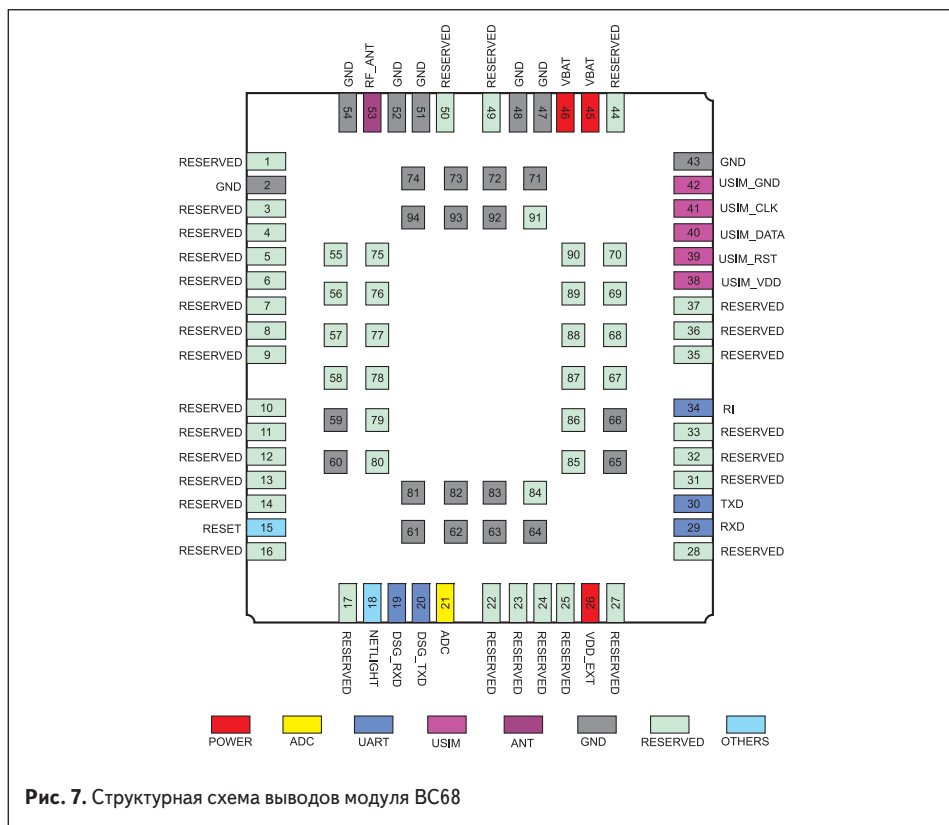 GND RF_ANT GND GND RESERVED RESERVED GND GND VBAT VBAT RESERVED
54 53 52 51 50 49 48 47 46 45 44
RESERVED 1
GND 2
RESERVED 3
RESERVED 4
RESERVED 5
RESERVED 6
RESERVED 7
RESERVED 8
RESERVED 9
RESERVED 10
RESERVED 11
RESERVED 12
RESERVED 13
RESERVED 14
RESET 15
RESERVED 16
74 73 72 71
94 93 92 91
55 75 90 70
56 76 89 69
57 77 88 68
58 78 87 67
59 79 86 66
60 80 85 65
81 82 83 84
61 62 63 64
43 GND
42 USIM_GND
41 USIM_CLK
40 USIM_DATA
39 USIM_RST
38 USIM_VDD
37 RESERVED
36 RESERVED
35 RESERVED
34 RI
33 RESERVED
32 RESERVED
31 RESERVED
30 TXD
29 RXD
28 RESERVED
17 18 19 20 21 22 23 24 25 26 27
RESERVED NETLIGHT DSG_RXD DSG_TXD ADC RESERVED RESERVED RESERVED RESERVED VDD_EXT RESERVED
POWER ADC UART USIM ANT GND RESERVED OTHERS
Рис. 7. Структурная схема выводов модуля BC68